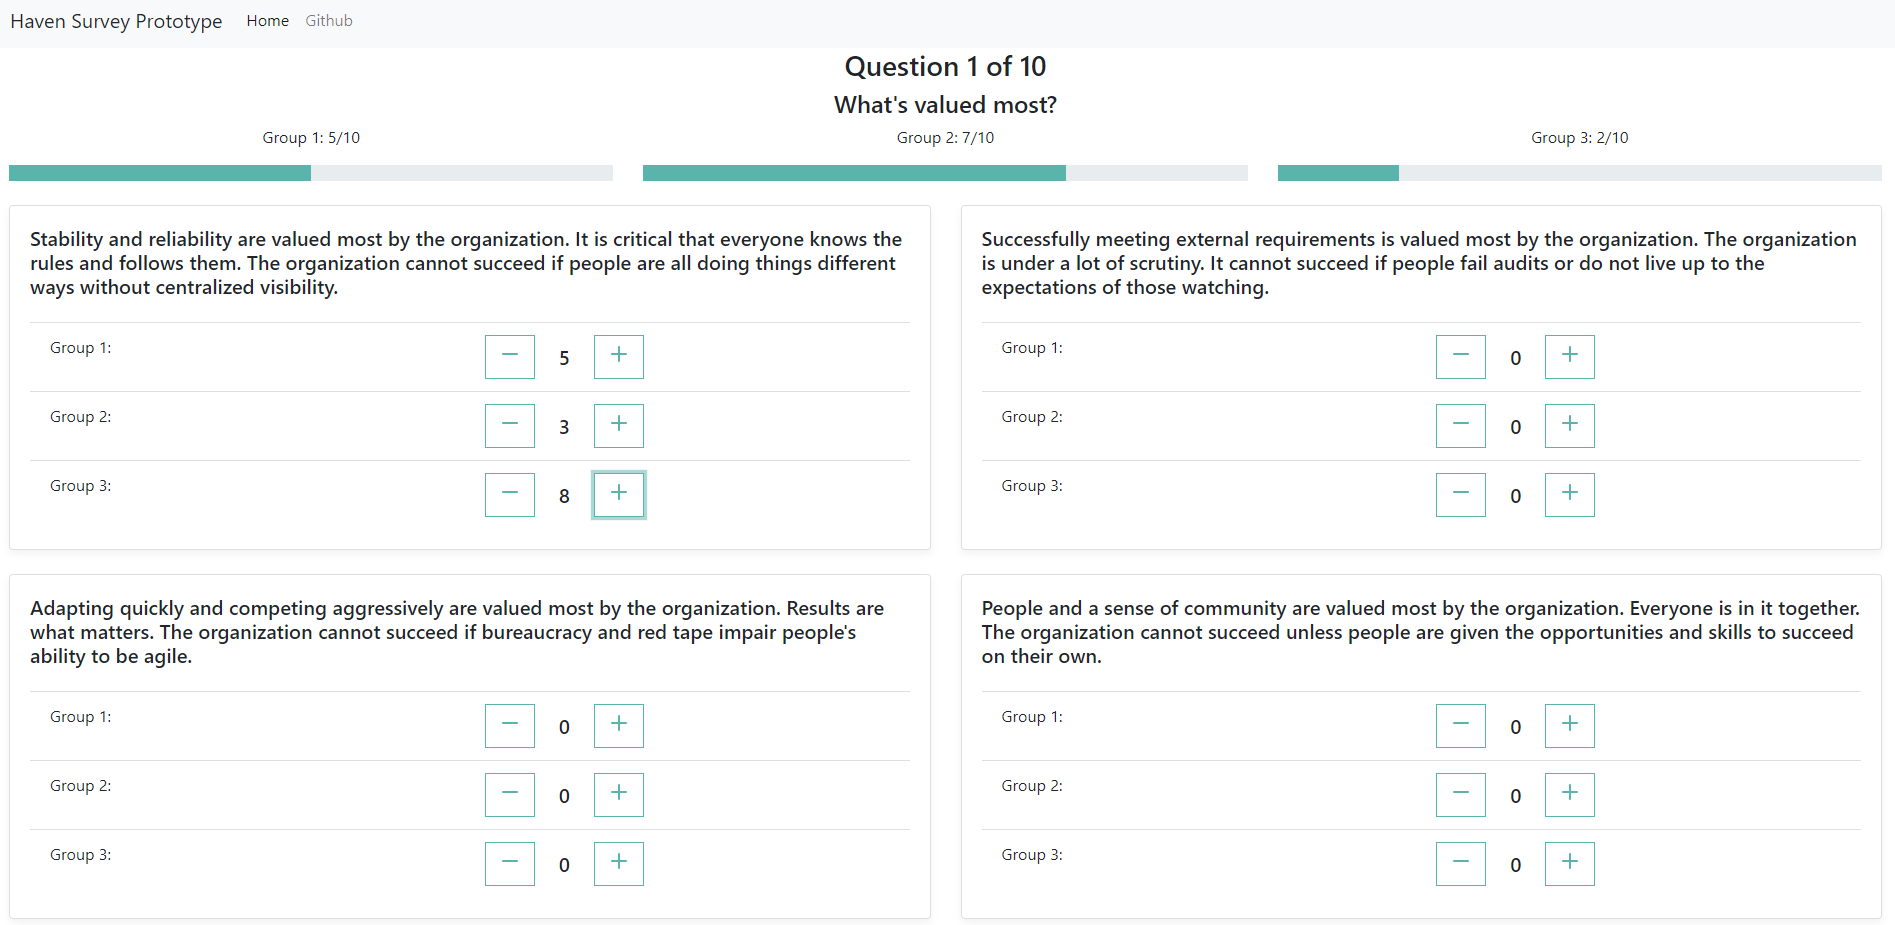 Haven Survey Prototype Home Github
Question 1 of 10
What's valued most?
Group 1: 5/10
Group 2: 7/10
Group 3: 2/10
Stability and reliability are valued most by the organization. It is critical that everyone knows the
rules and follows them. The organization cannot succeed if people are all doing things different
ways without centralized visibility.
Group 1: − 5 +
Group 2: − 3 +
Group 3: − 8 +
Successfully meeting external requirements is valued most by the organization. The organization
is under a lot of scrutiny. It cannot succeed if people fail audits or do not live up to the
expectations of those watching.
Group 1: − 0 +
Group 2: − 0 +
Group 3: − 0 +
Adapting quickly and competing aggressively are valued most by the organization. Results are
what matters. The organization cannot succeed if bureaucracy and red tape impair people's
ability to be agile.
Group 1: − 0 +
Group 2: − 0 +
Group 3: − 0 +
People and a sense of community are valued most by the organization. Everyone is in it together.
The organization cannot succeed unless people are given the opportunities and skills to succeed
on their own.
Group 1: − 0 +
Group 2: − 0 +
Group 3: − 0 +